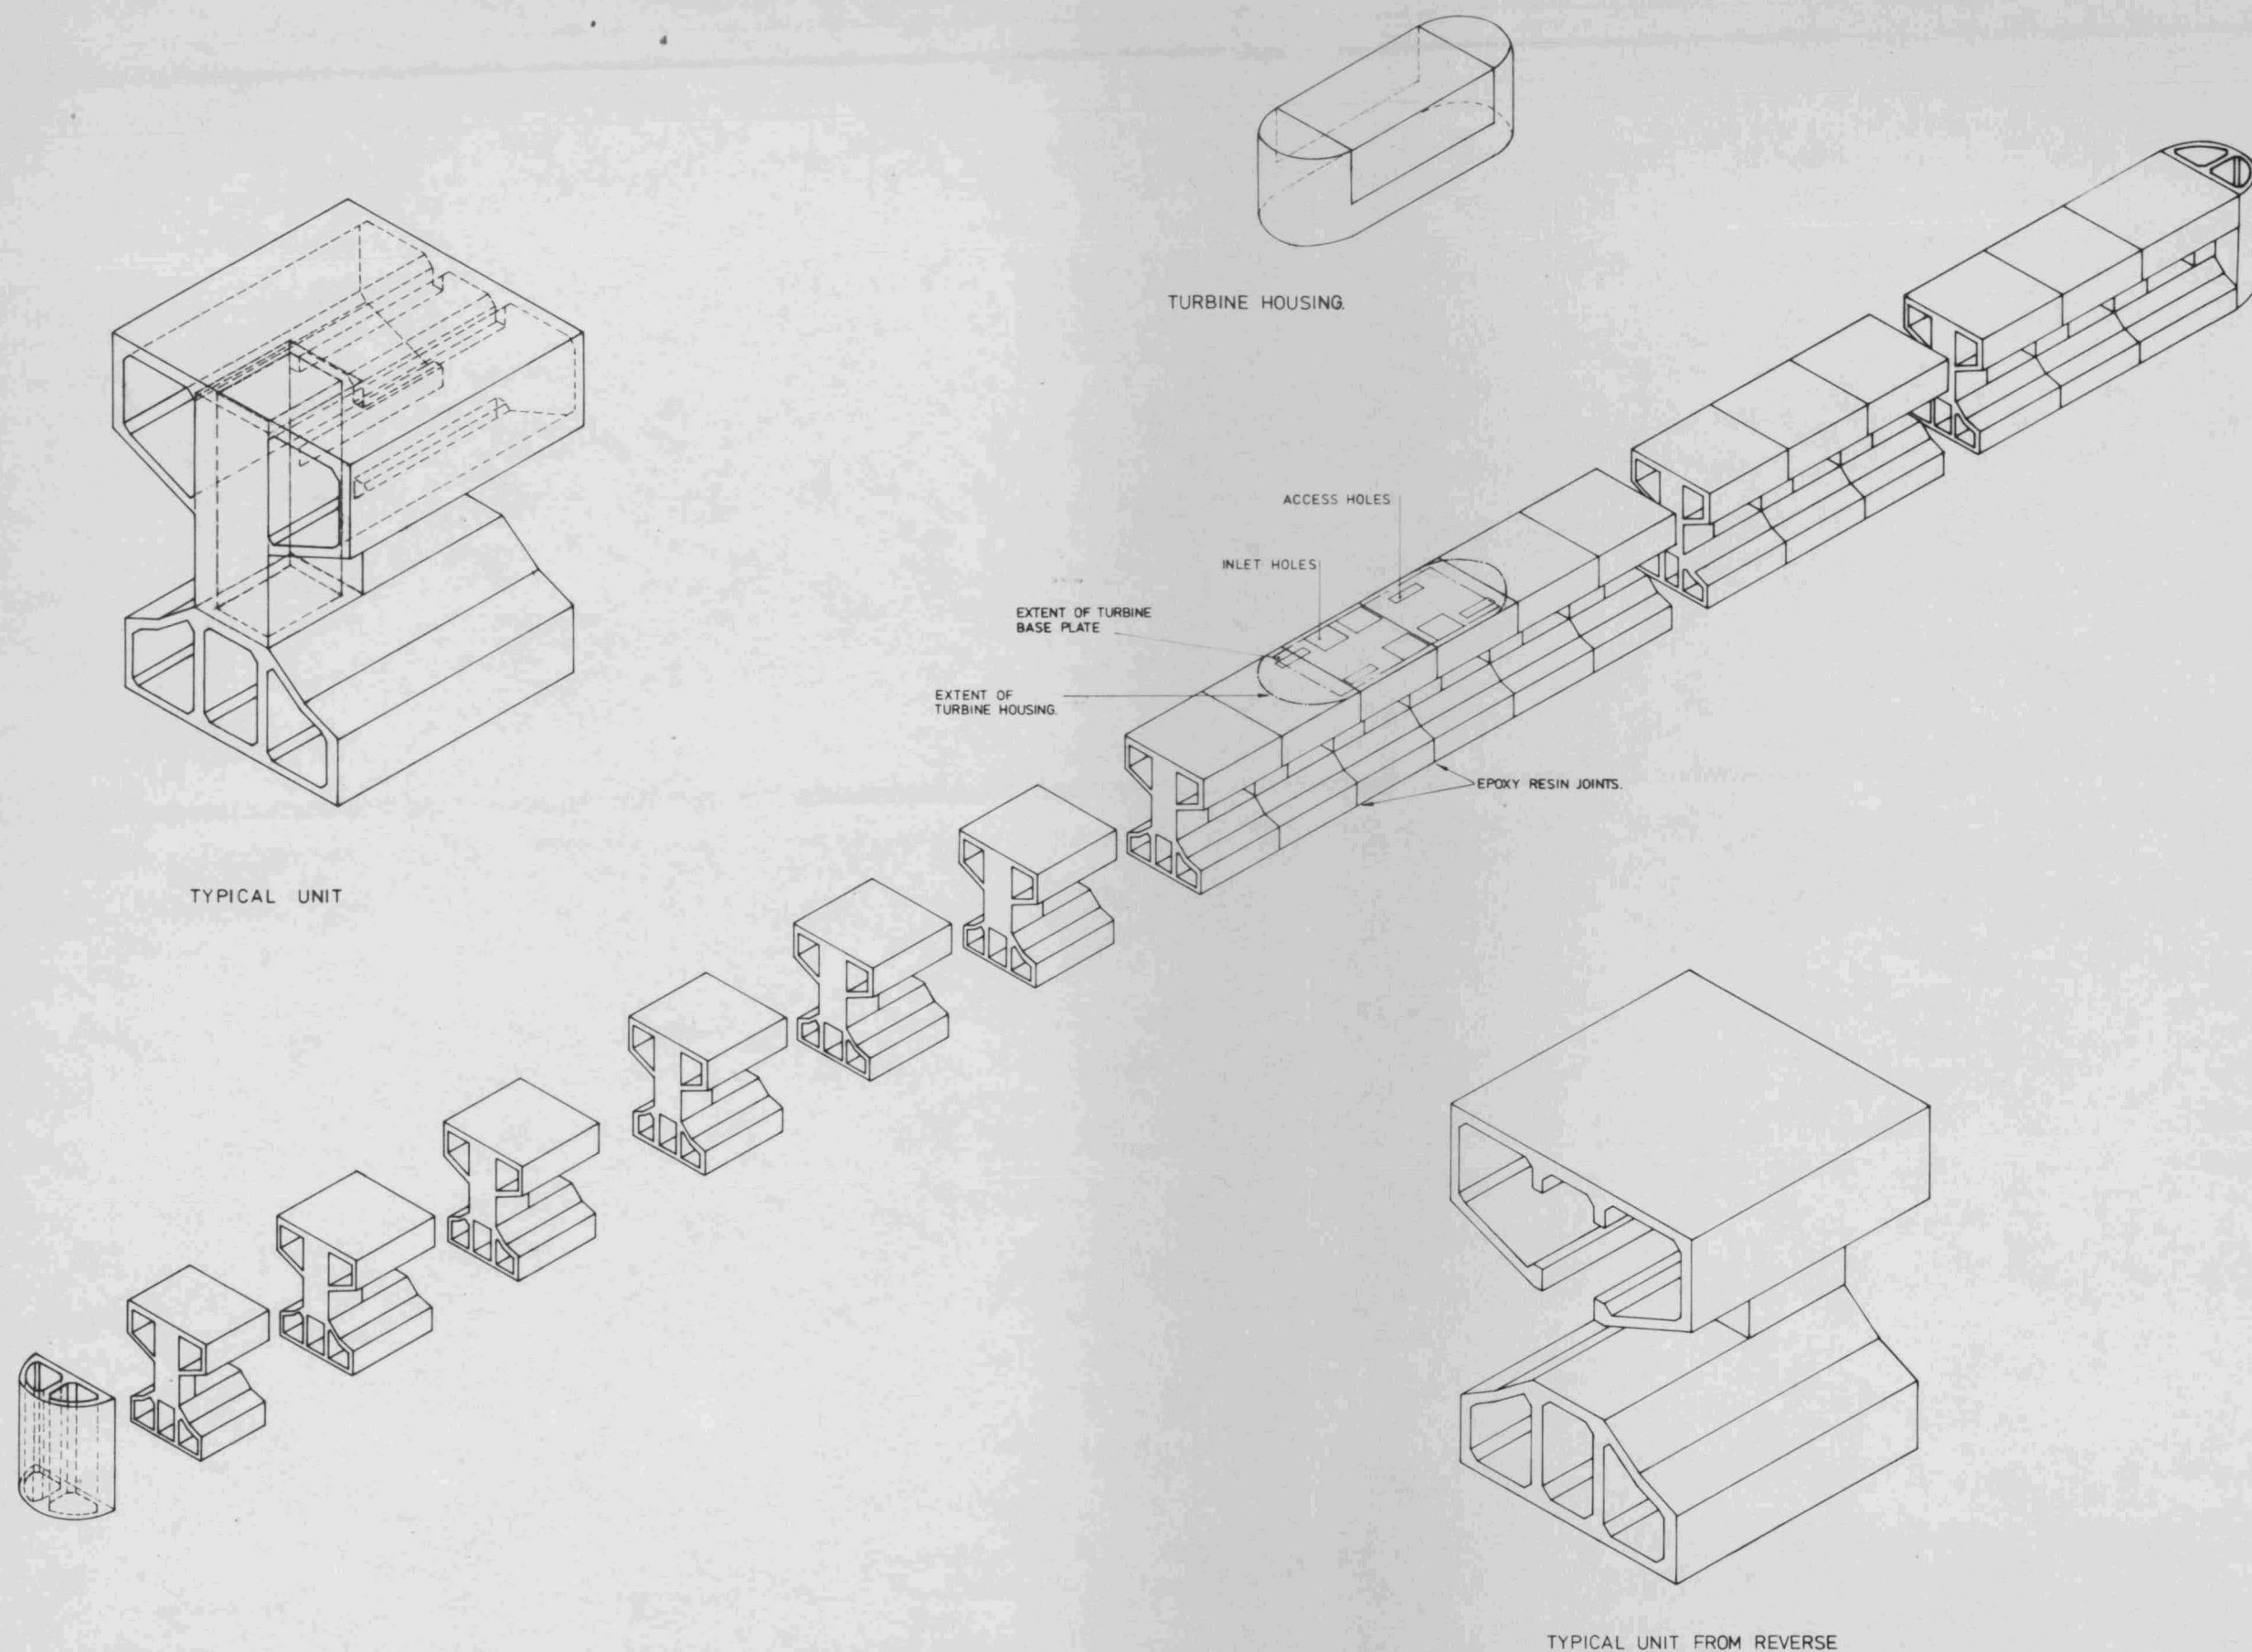 TURBINE HOUSING.
ACCESS HOLES
INLET HOLES
EXTENT OF TURBINE
BASE PLATE
EXTENT OF
TURBINE HOUSING.
EPOXY RESIN JOINTS.
TYPICAL UNIT
TYPICAL UNIT FROM REVERSE